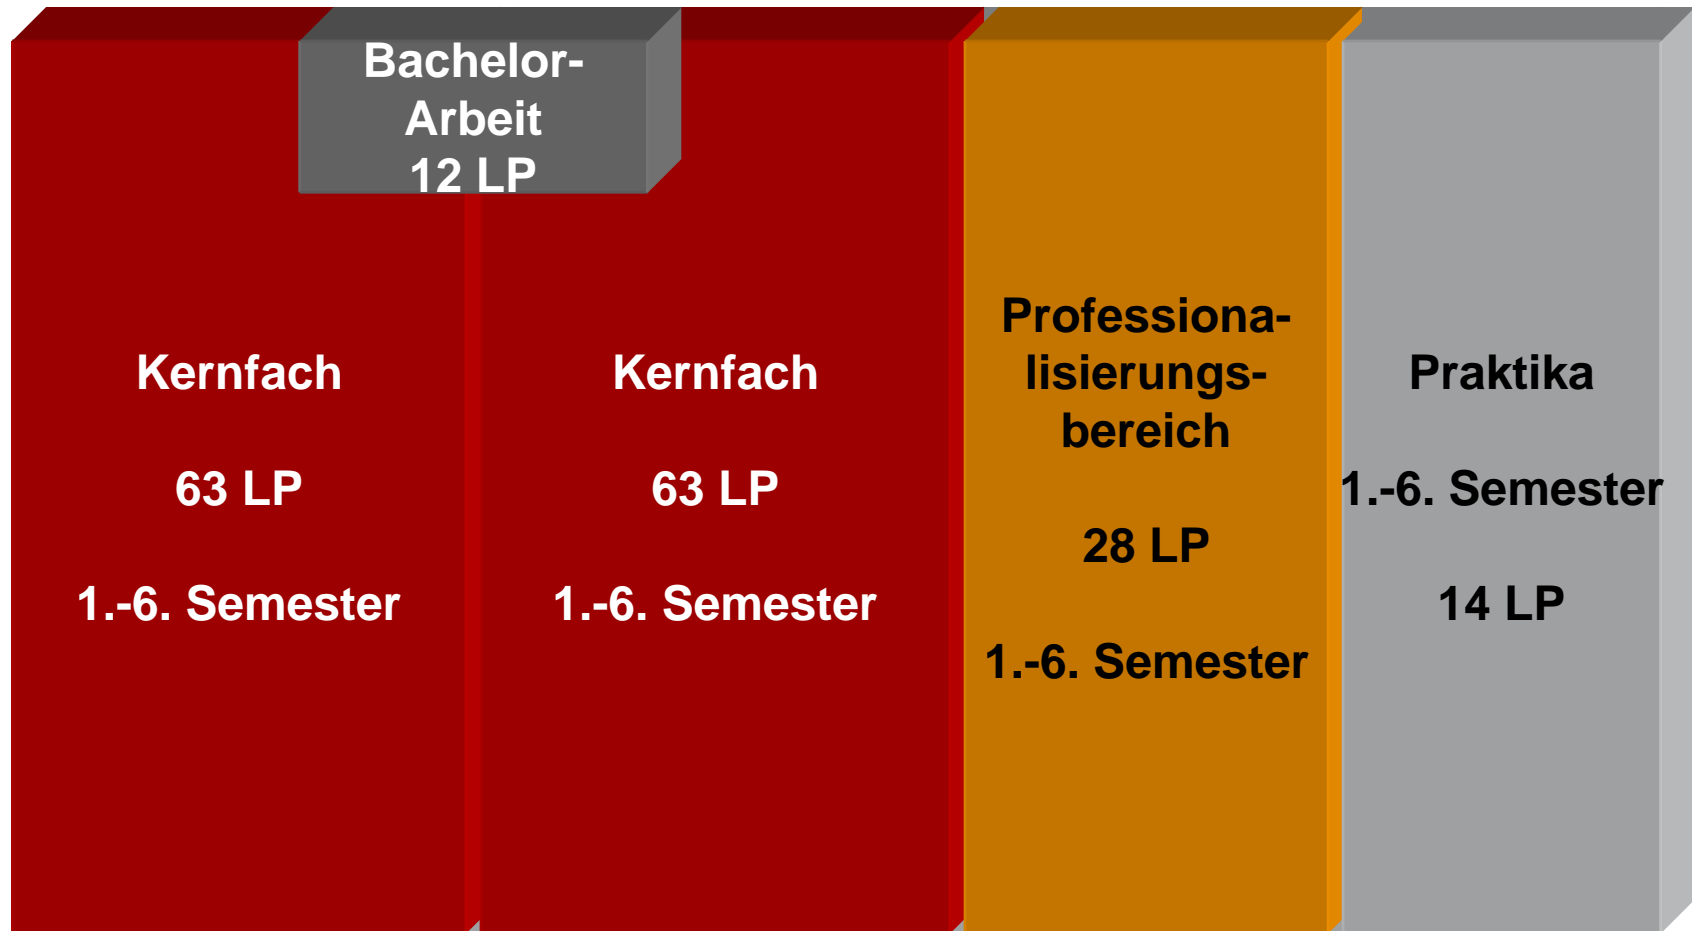 Bachelor-
Arbeit
12 LP
Kernfach
63 LP
1.-6. Semester
Kernfach
63 LP
1.-6. Semester
Professiona-
lisierungs-
bereich
28 LP
1.-6. Semester
Praktika
1.-6. Semester
14 LP